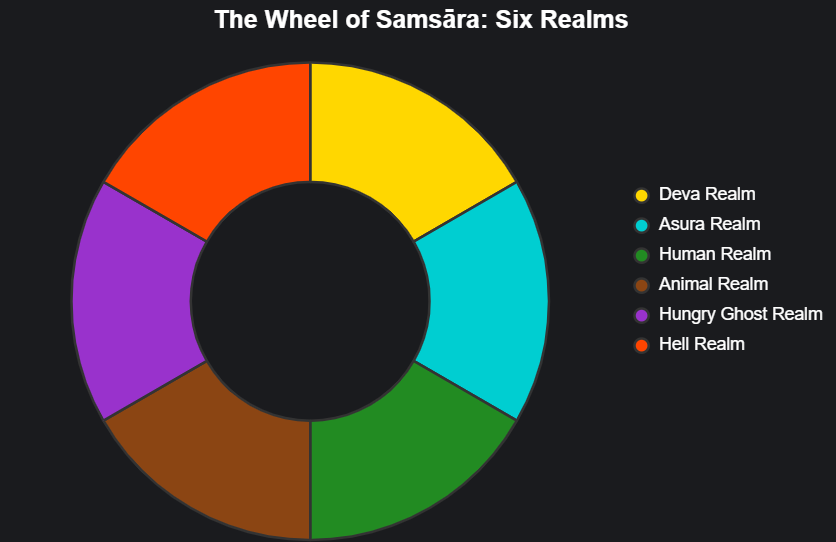 The Wheel of Samsāra: Six Realms
Deva Realm
Asura Realm
Human Realm
Animal Realm
Hungry Ghost Realm
Hell Realm